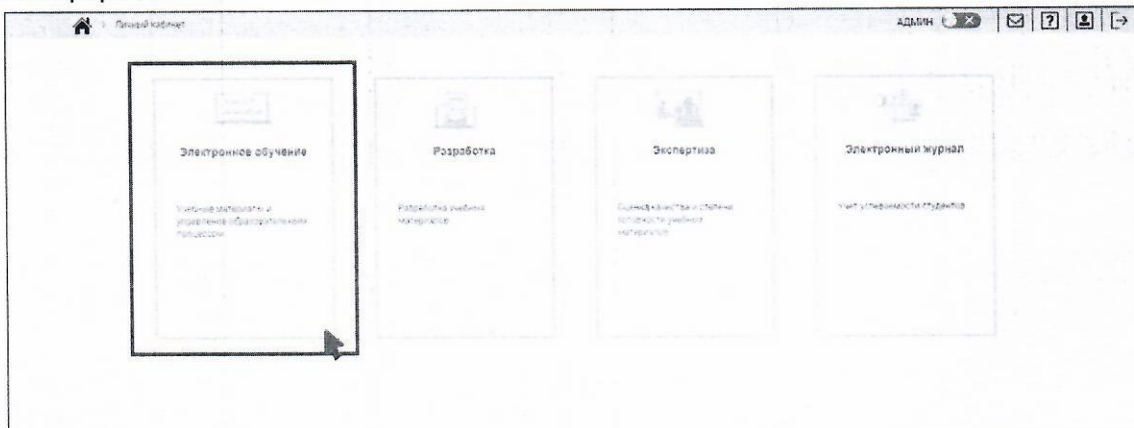 Личный кабинет
АДМИН
Электронное обучение
Учебные материалы и
управление образовательным
процессом
Разработка
Разработка учебных
материалов
Экспертиза
Оценка качества и степени
готовности учебных
материалов
Электронный журнал
Учет успеваемости студентов